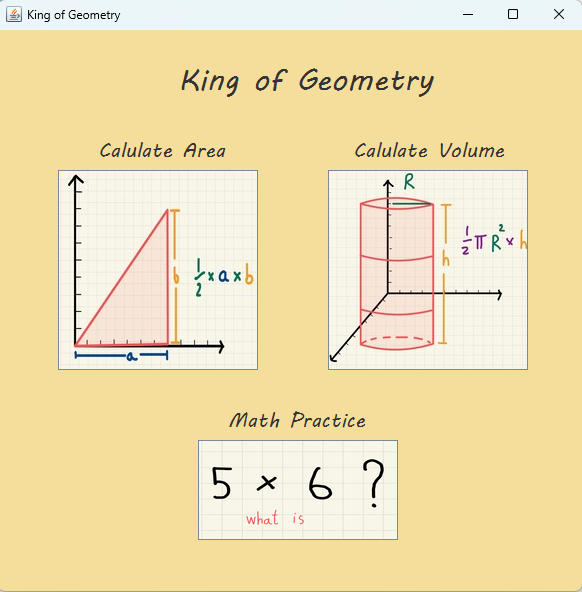 King of Geometry
King of Geometry
Calulate Area
Calulate Volume
b
1/2 × a × b
a
R
h
1/2 π R² × h
Math Practice
5 × 6 ?
what is